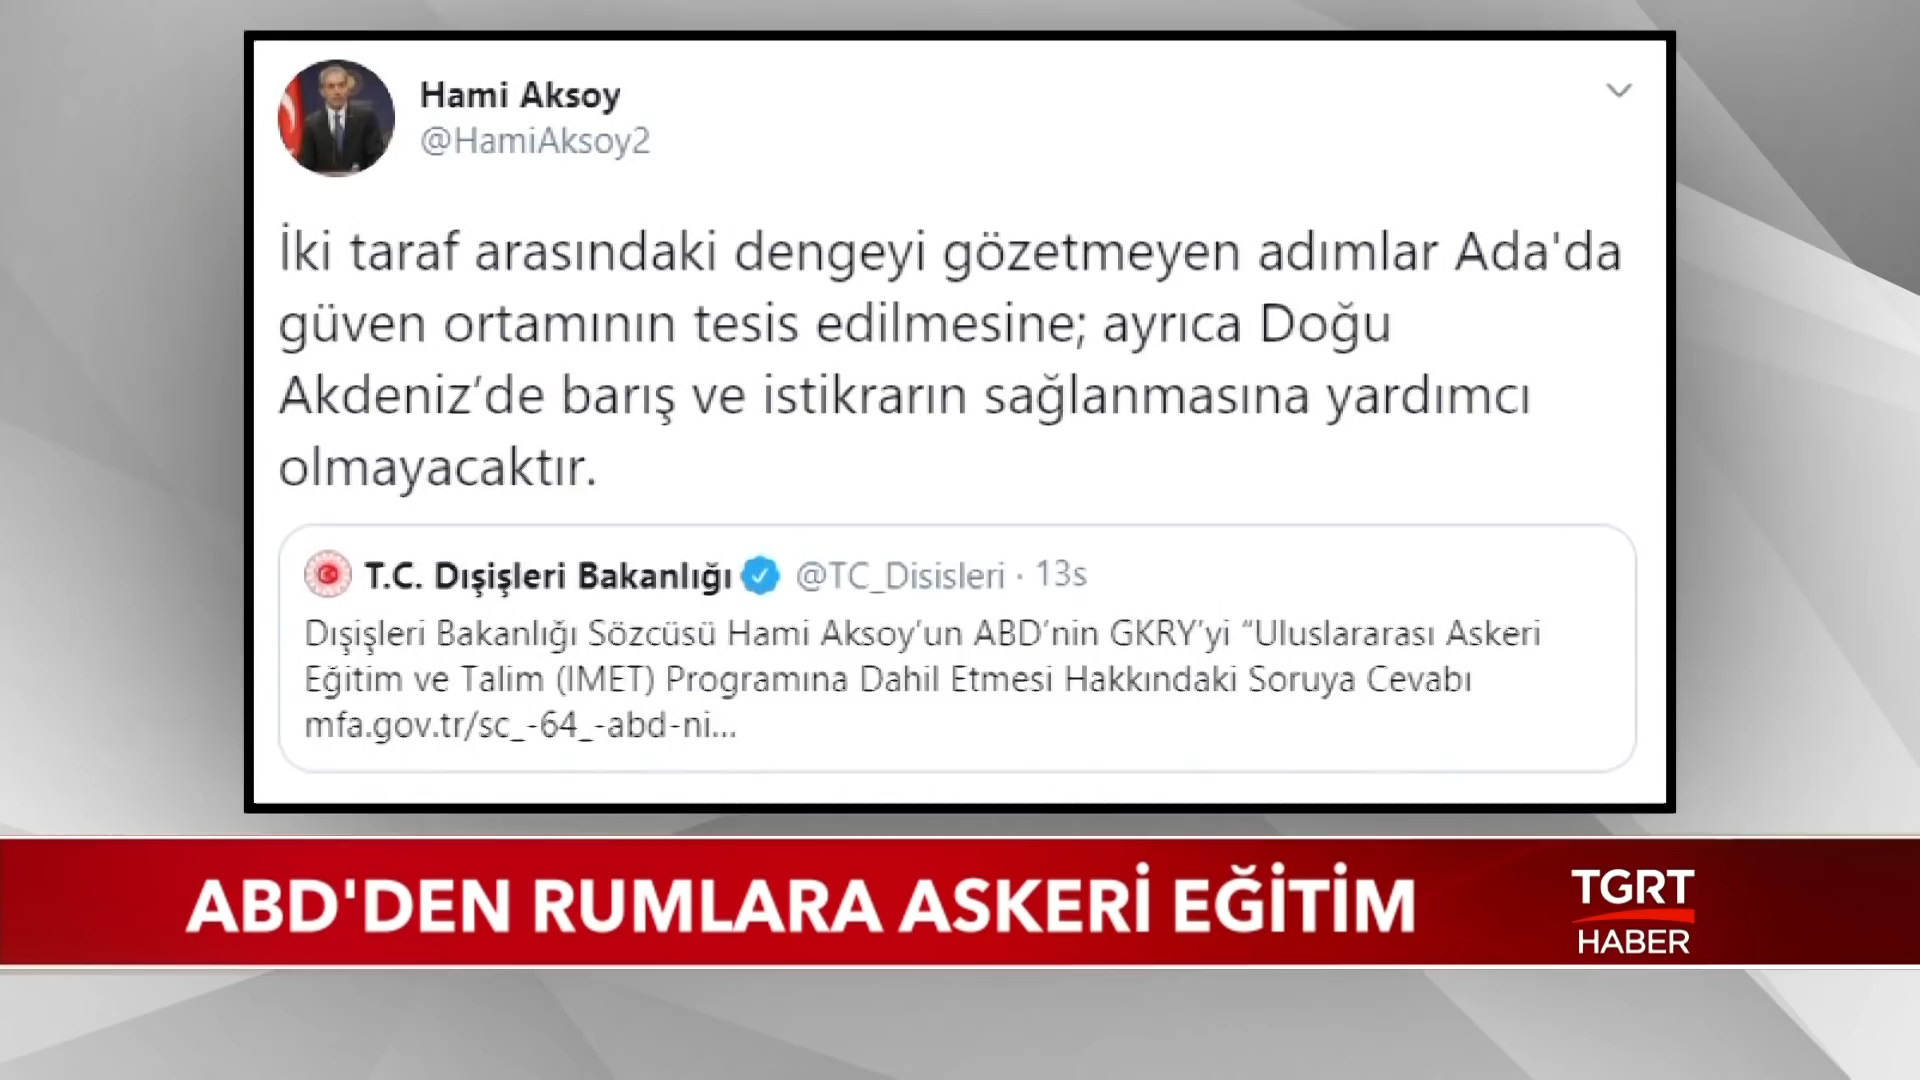 Hami Aksoy
@HamiAksoy2
İki taraf arasındaki dengeyi gözetmeyen adımlar Ada'da
güven ortamının tesis edilmesine; ayrıca Doğu
Akdeniz’de barış ve istikrarın sağlanmasına yardımcı
olmayacaktır.
T.C. Dışişleri Bakanlığı @TC_Disisleri · 13s
Dışişleri Bakanlığı Sözcüsü Hami Aksoy’un ABD’nin GKRY’yi “Uluslararası Askeri
Eğitim ve Talim (IMET) Programına Dahil Etmesi Hakkındaki Soruya Cevabı
mfa.gov.tr/sc_-64_-abd-ni...
ABD'DEN RUMLARA ASKERİ EĞİTİM
TGRT
HABER